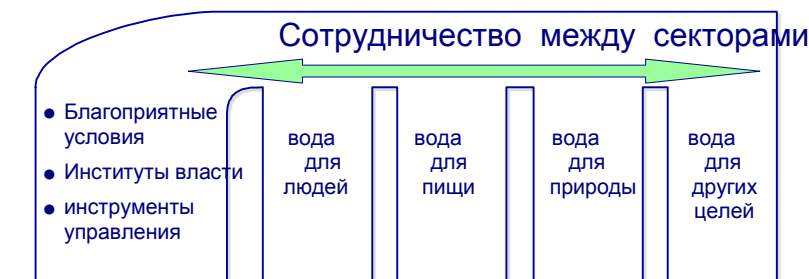 Сотрудничество между секторами
● Благоприятные
условия
● Институты власти
● инструменты
управления
вода
для
людей
вода
для
пищи
вода
для
природы
вода
для
других
целей